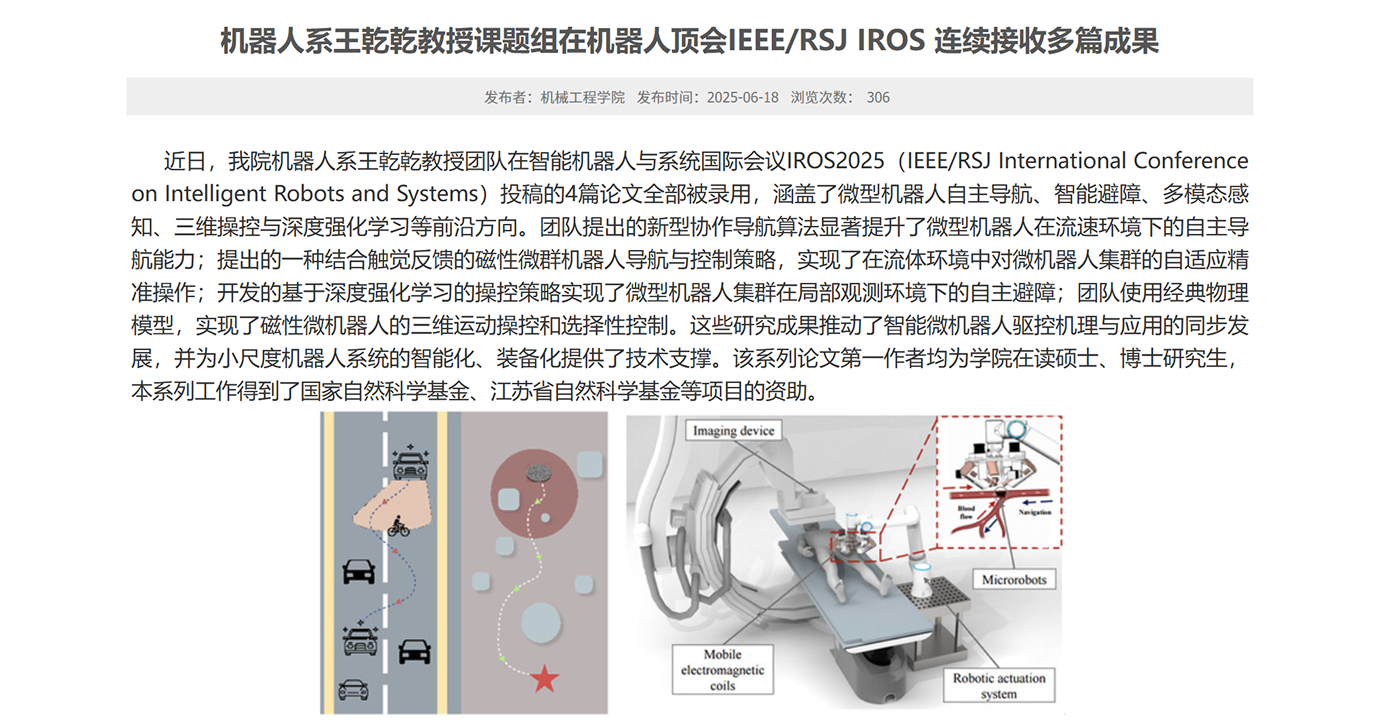 机器人系王乾乾教授课题组在机器人顶会IEEE/RSJ IROS 连续接收多篇成果
发布者：机械工程学院 发布时间：2025-06-18 浏览次数： 306
近日，我院机器人系王乾乾教授团队在智能机器人与系统国际会议IROS2025（IEEE/RSJ International Conference
on Intelligent Robots and Systems）投稿的4篇论文全部被录用，涵盖了微型机器人自主导航、智能避障、多模态感
知、三维操控与深度强化学习等前沿方向。团队提出的新型协作导航算法显著提升了微型机器人在流速环境下的自主导
航能力；提出的一种结合触觉反馈的磁性微群机器人导航与控制策略，实现了在流体环境中对微机器人集群的自适应精
准操作；开发的基于深度强化学习的操控策略实现了微型机器人集群在局部观测环境下的自主避障；团队使用经典物理
模型，实现了磁性微机器人的三维运动操控和选择性控制。这些研究成果推动了智能微机器人驱控机理与应用的同步发
展，并为小尺度机器人系统的智能化、装备化提供了技术支撑。该系列论文第一作者均为学院在读硕士、博士研究生，
本系列工作得到了国家自然科学基金、江苏省自然科学基金等项目的资助。
Imaging device
Blood
flow
Navigation
Microrobots
Mobile
electromagnetic
coils
Robotic actuation
system